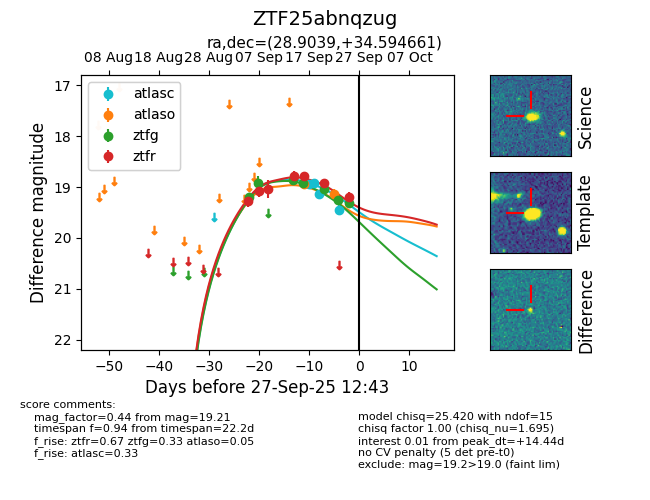 ZTF25abnqzug
ra,dec=(28.9039,+34.594661)
08 Aug 18 Aug 28 Aug 07 Sep 17 Sep 27 Sep 07 Oct
17
18
19
20
21
22
Difference magnitude
atlasc
atlaso
ztfg
ztfr
−50 −40 −30 −20 −10 0 10
Days before 27-Sep-25 12:43
Science
Template
Difference
score comments:
mag_factor=0.44 from mag=19.21
timespan f=0.94 from timespan=22.2d
f_rise: ztfr=0.67 ztfg=0.33 atlaso=0.05
f_rise: atlasc=0.33
model chisq=25.420 with ndof=15
chisq factor 1.00 (chisq_nu=1.695)
interest 0.01 from peak_dt=+14.44d
no CV penalty (5 det pre-t0)
exclude: mag=19.2>19.0 (faint lim)